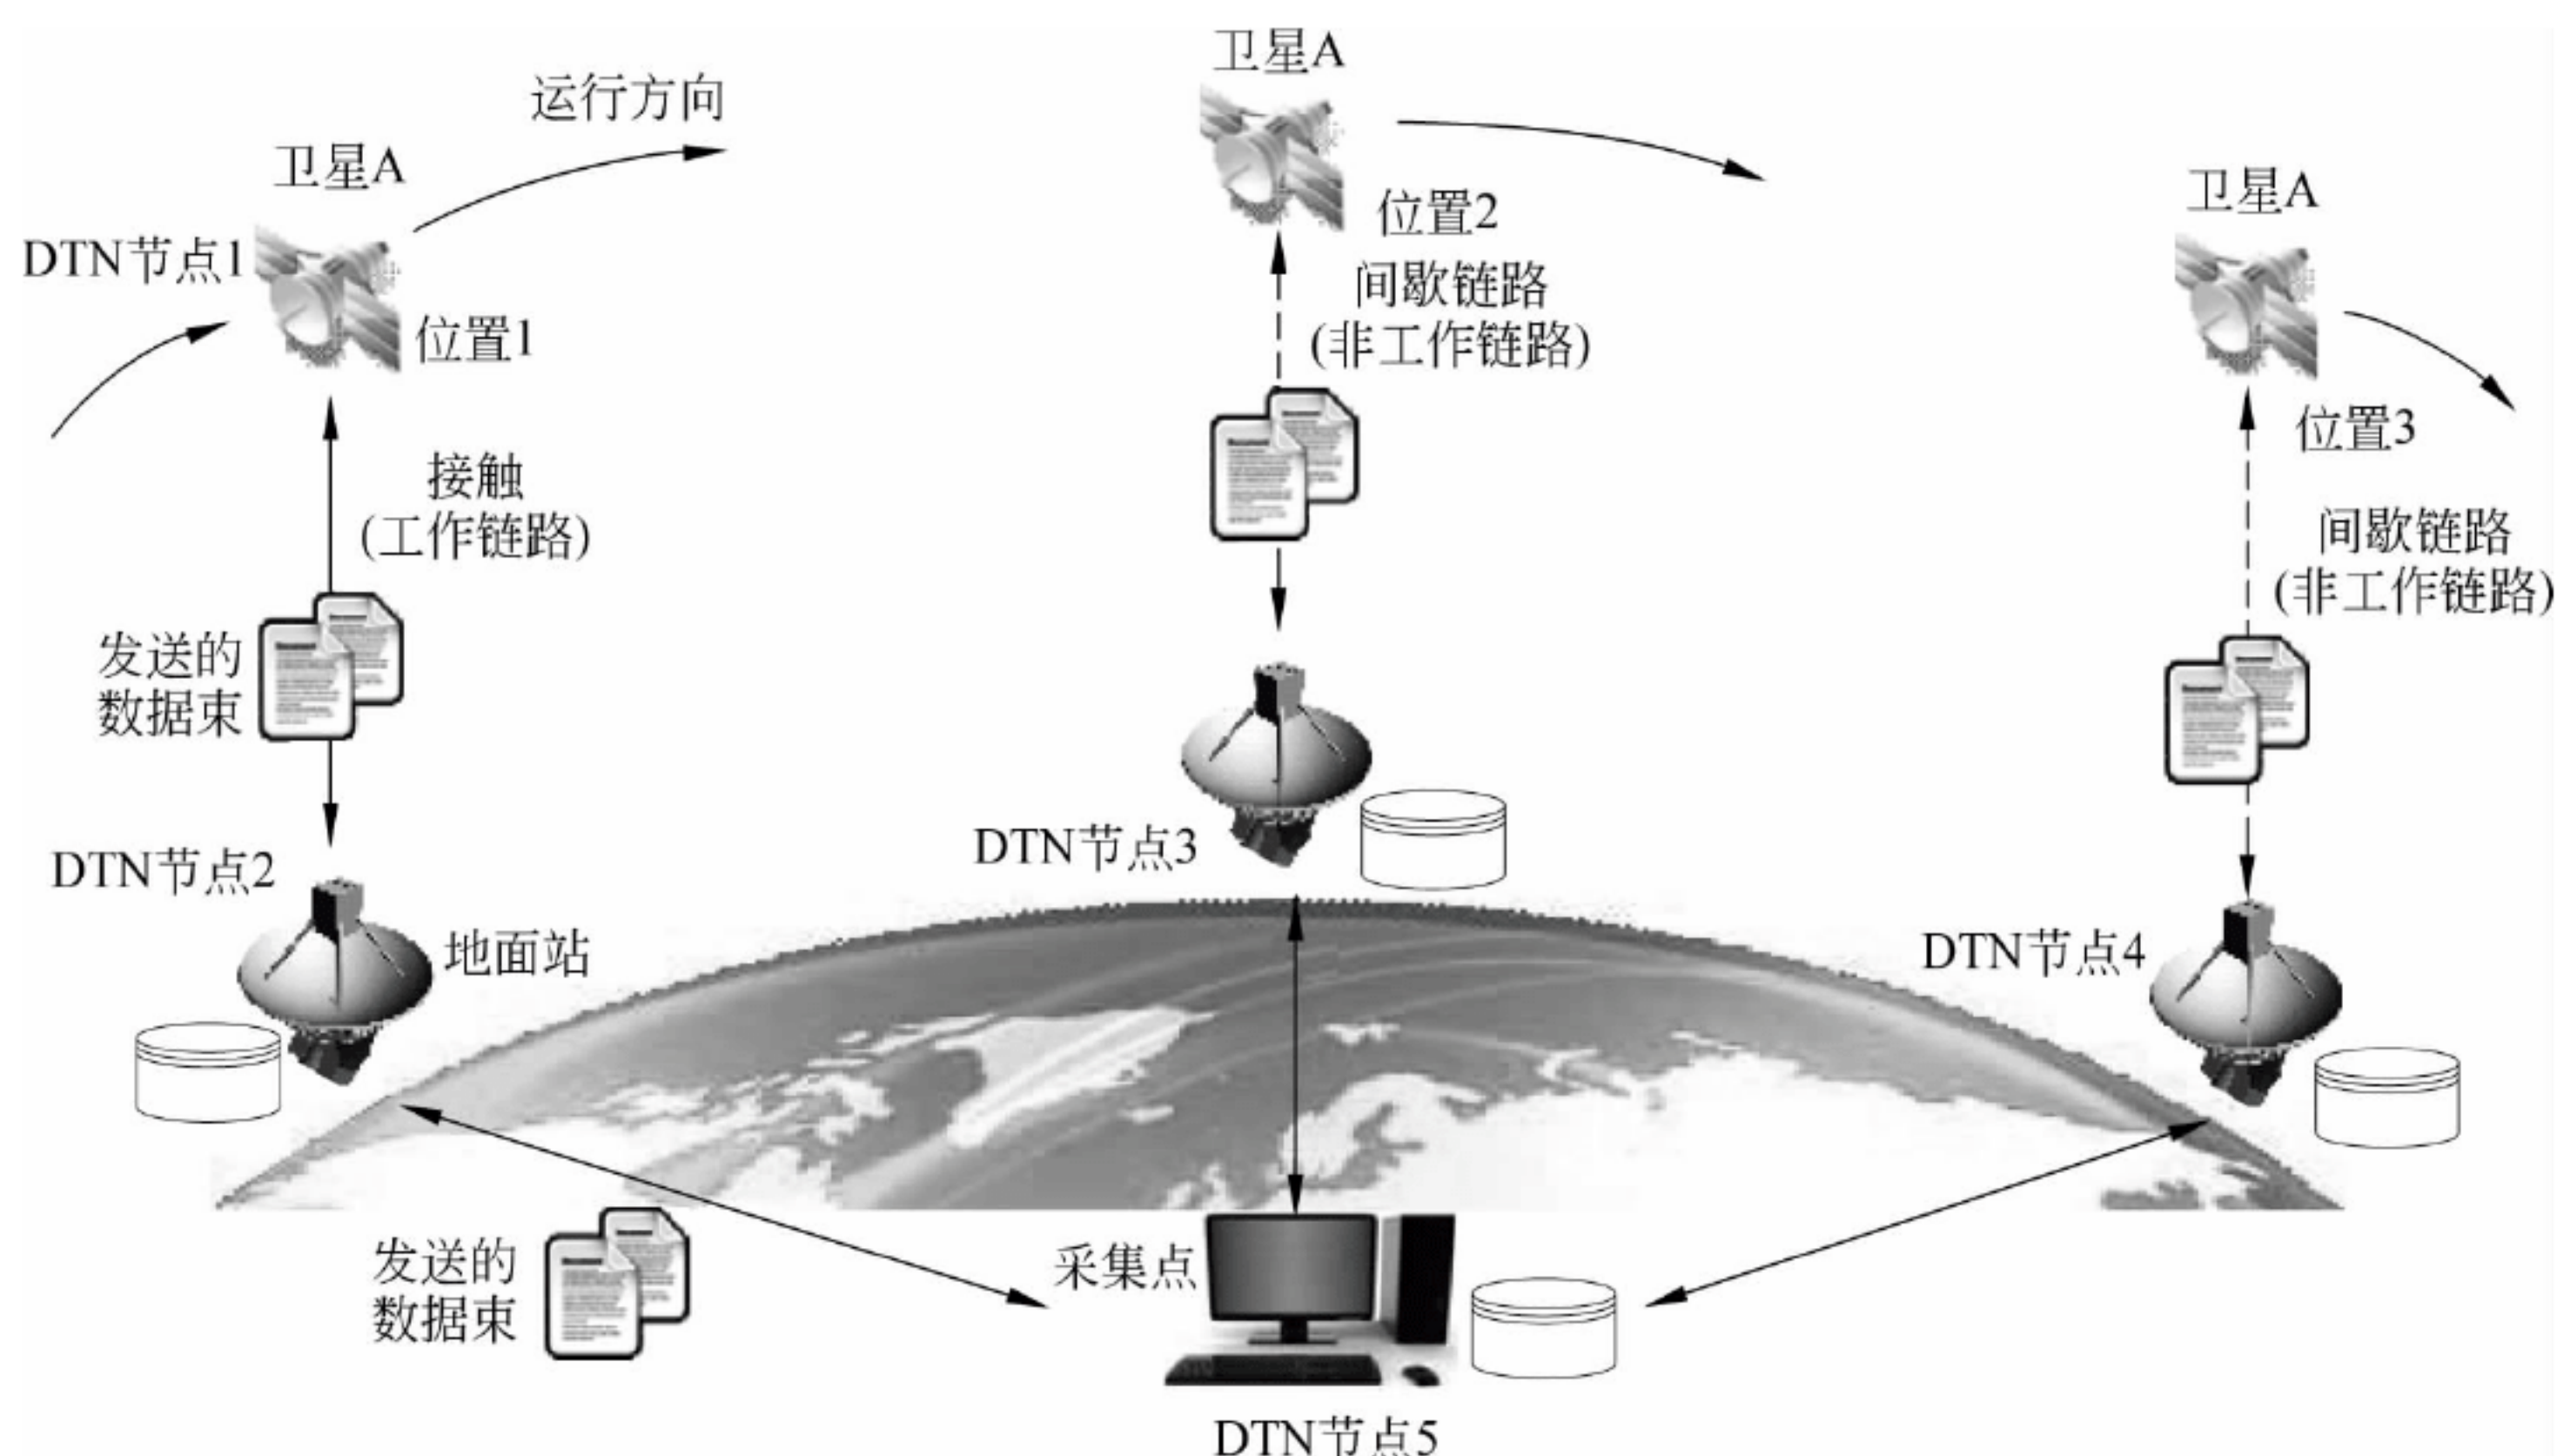 卫星A
运行方向
卫星A
DTN节点1
位置1
接触
(工作链路)
发送的
数据束
DTN节点2
地面站
卫星A
位置2
间歇链路
(非工作链路)
DTN节点3
卫星A
位置3
间歇链路
(非工作链路)
DTN节点4
发送的
数据束
采集点
DTN节点5